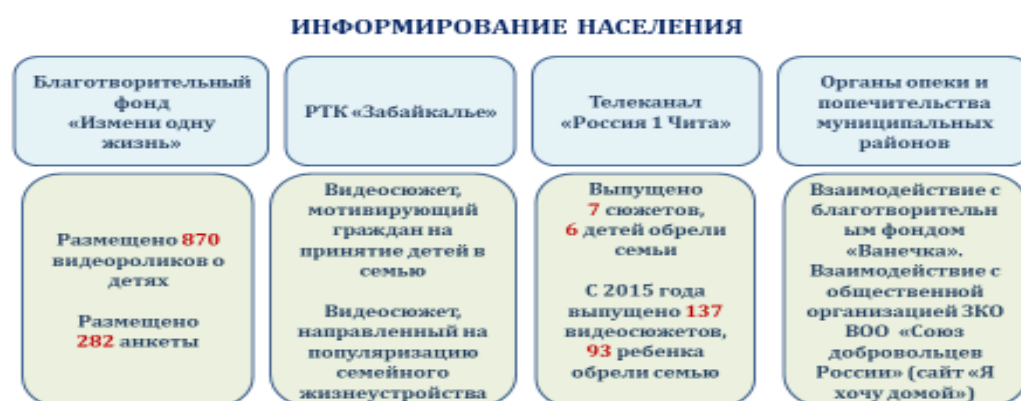 ИНФОРМИРОВАНИЕ НАСЕЛЕНИЯ
Благотворительный
фонд
«Измени одну
жизнь»
РТК «Забайкалье»
Телеканал
«Россия 1 Чита»
Органы опеки и
попечительства
муниципальных
районов
Размещено 870
видеороликов о
детях
Размещено
282 анкеты
Видеосюжет,
мотивирующий
граждан на
принятие детей в
семью
Видеосюжет,
направленный на
популяризацию
семейного
жизнеустройства
Выпущено
7 сюжетов,
6 детей обрели
семьи
С 2015 года
выпущено 137
видеосюжетов,
93 ребенка
обрели семью
Взаимодействие с
благотворительн
ым фондом
«Ванечка».
Взаимодействие с
общественной
организацией ЗКО
ВОО «Союз
добровольцев
России» (сайт «Я
хочу домой»)